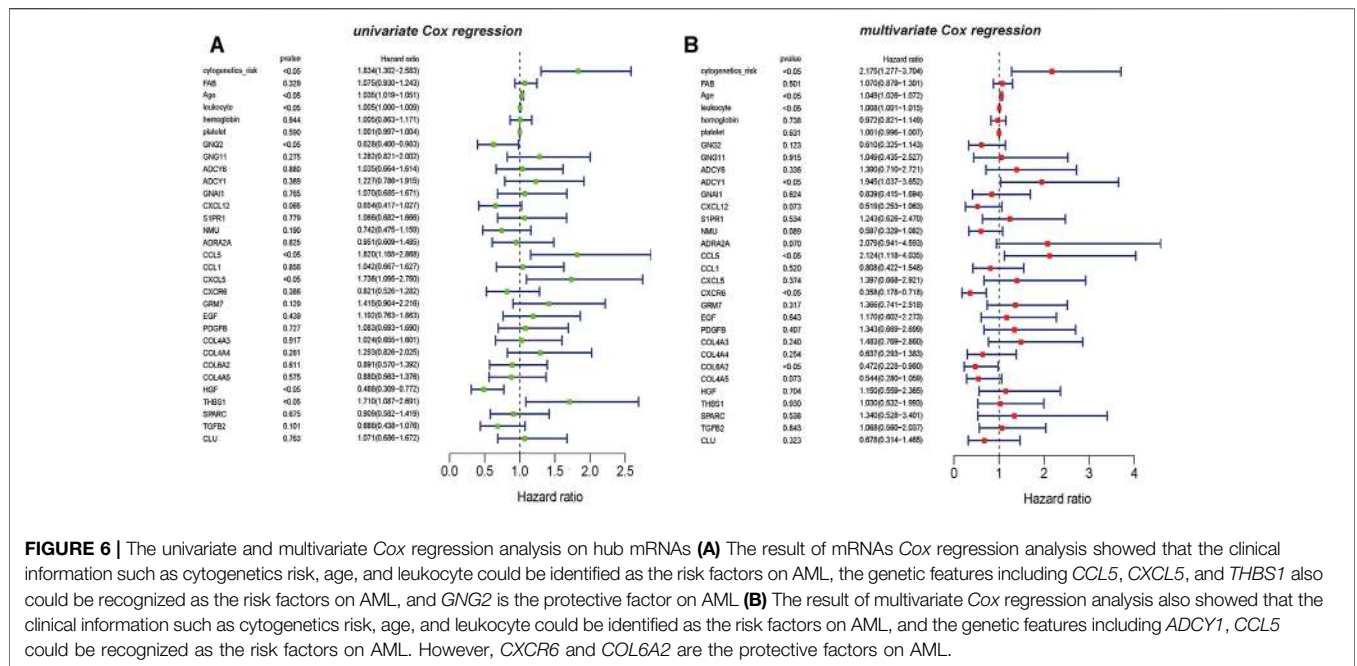 A
univariate Cox regression
pvalue Hazard ratio
cytogenetics_risk <0.05 1.834(1.302−2.583)
FAB 0.329 1.075(0.930−1.243)
Age <0.05 1.035(1.019−1.051)
leukocyte <0.05 1.005(1.000−1.009)
hemoglobin 0.944 1.005(0.863−1.171)
platelet 0.590 1.001(0.997−1.004)
GNG2 <0.05 0.628(0.400−0.983)
GNG11 0.275 1.282(0.821−2.002)
ADCY6 0.880 1.035(0.664−1.614)
ADCY1 0.369 1.227(0.786−1.915)
GNAI1 0.765 1.070(0.685−1.671)
CXCL12 0.065 0.654(0.417−1.027)
S1PR1 0.779 1.066(0.682−1.666)
NMU 0.190 0.742(0.475−1.159)
ADRA2A 0.825 0.951(0.609−1.485)
CCL5 <0.05 1.820(1.155−2.868)
CCL1 0.856 1.042(0.667−1.627)
CXCL5 <0.05 1.736(1.095−2.750)
CXCR6 0.386 0.821(0.526−1.282)
GRM7 0.129 1.415(0.904−2.216)
EGF 0.439 1.192(0.763−1.863)
PDGFB 0.727 1.083(0.693−1.690)
COL4A3 0.917 1.024(0.655−1.601)
COL4A4 0.261 1.293(0.826−2.025)
COL6A2 0.611 0.891(0.570−1.392)
COL4A5 0.575 0.880(0.563−1.376)
HGF <0.05 0.488(0.309−0.772)
THBS1 <0.05 1.710(1.087−2.691)
SPARC 0.675 0.909(0.582−1.419)
TGFB2 0.101 0.686(0.438−1.076)
CLU 0.763 1.071(0.686−1.672)
0.0 0.5 1.0 1.5 2.0 2.5
Hazard ratio
B
multivariate Cox regression
pvalue Hazard ratio
cytogenetics_risk <0.05 2.175(1.277−3.704)
FAB 0.501 1.070(0.879−1.301)
Age <0.05 1.049(1.026−1.072)
leukocyte <0.05 1.008(1.001−1.015)
hemoglobin 0.738 0.972(0.821−1.149)
platelet 0.631 1.001(0.996−1.007)
GNG2 0.123 0.610(0.325−1.143)
GNG11 0.915 1.049(0.435−2.527)
ADCY6 0.336 1.390(0.710−2.721)
ADCY1 <0.05 1.945(1.037−3.652)
GNAI1 0.624 0.839(0.415−1.694)
CXCL12 0.073 0.519(0.253−1.063)
S1PR1 0.534 1.243(0.626−2.470)
NMU 0.089 0.597(0.329−1.082)
ADRA2A 0.070 2.079(0.941−4.593)
CCL5 <0.05 2.124(1.118−4.035)
CCL1 0.520 0.808(0.422−1.548)
CXCL5 0.374 1.397(0.668−2.921)
CXCR6 <0.05 0.358(0.178−0.718)
GRM7 0.317 1.366(0.741−2.518)
EGF 0.643 1.170(0.602−2.273)
PDGFB 0.407 1.343(0.669−2.699)
COL4A3 0.240 1.483(0.769−2.860)
COL4A4 0.254 0.637(0.293−1.383)
COL6A2 <0.05 0.472(0.228−0.980)
COL4A5 0.073 0.544(0.280−1.059)
HGF 0.704 1.150(0.559−2.365)
THBS1 0.930 1.030(0.532−1.993)
SPARC 0.538 1.340(0.528−3.401)
TGFB2 0.843 1.068(0.560−2.037)
CLU 0.323 0.678(0.314−1.465)
0 1 2 3 4
Hazard ratio
FIGURE 6 | The univariate and multivariate Cox regression analysis on hub mRNAs (A) The result of mRNAs Cox regression analysis showed that the clinical
information such as cytogenetics risk, age, and leukocyte could be identified as the risk factors on AML, the genetic features including CCL5, CXCL5, and THBS1 also
could be recognized as the risk factors on AML, and GNG2 is the protective factor on AML (B) The result of multivariate Cox regression analysis also showed that the
clinical information such as cytogenetics risk, age, and leukocyte could be identified as the risk factors on AML, and the genetic features including ADCY1, CCL5
could be recognized as the risk factors on AML. However, CXCR6 and COL6A2 are the protective factors on AML.